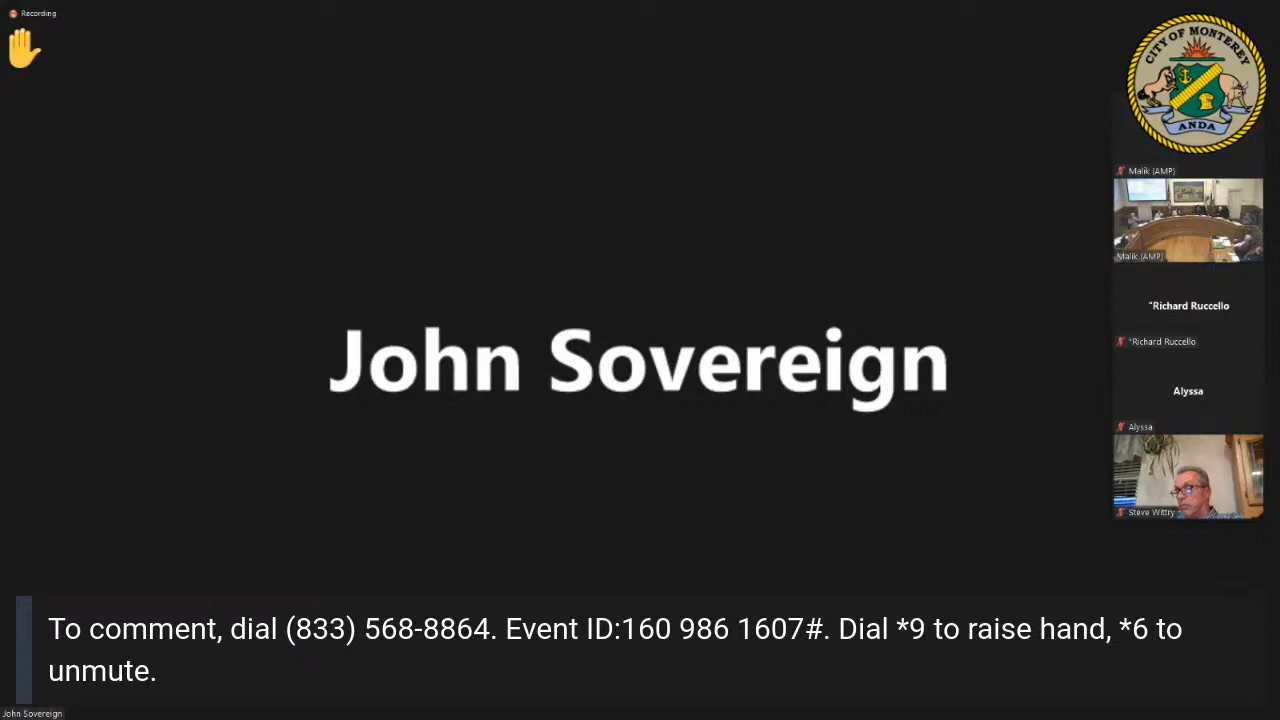 Recording
CITY OF MONTEREY
ANDA
Malik (AMP)
Malik (AMP)
"Richard Ruccello
"Richard Ruccello
Alyssa
Alyssa
Steve Wittry
John Sovereign
To comment, dial (833) 568-8864. Event ID:160 986 1607#. Dial *9 to raise hand, *6 to
unmute.
John Sovereign